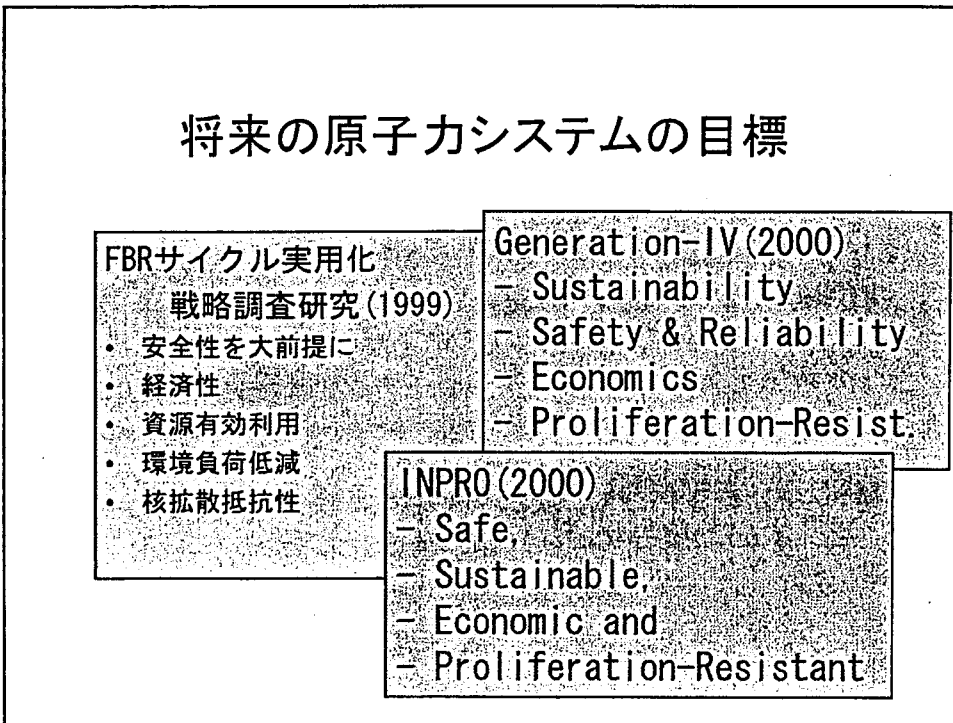 将来の原子力システムの目標
FBRサイクル実用化
戦略調査研究(1999)
• 安全性を大前提に
• 経済性
• 資源有効利用
• 環境負荷低減
• 核拡散抵抗性
Generation-IV(2000)
- Sustainability
- Safety & Reliability
- Economics
- Proliferation-Resist.
INPRO(2000)
- Safe,
- Sustainable,
- Economic and
- Proliferation-Resistant